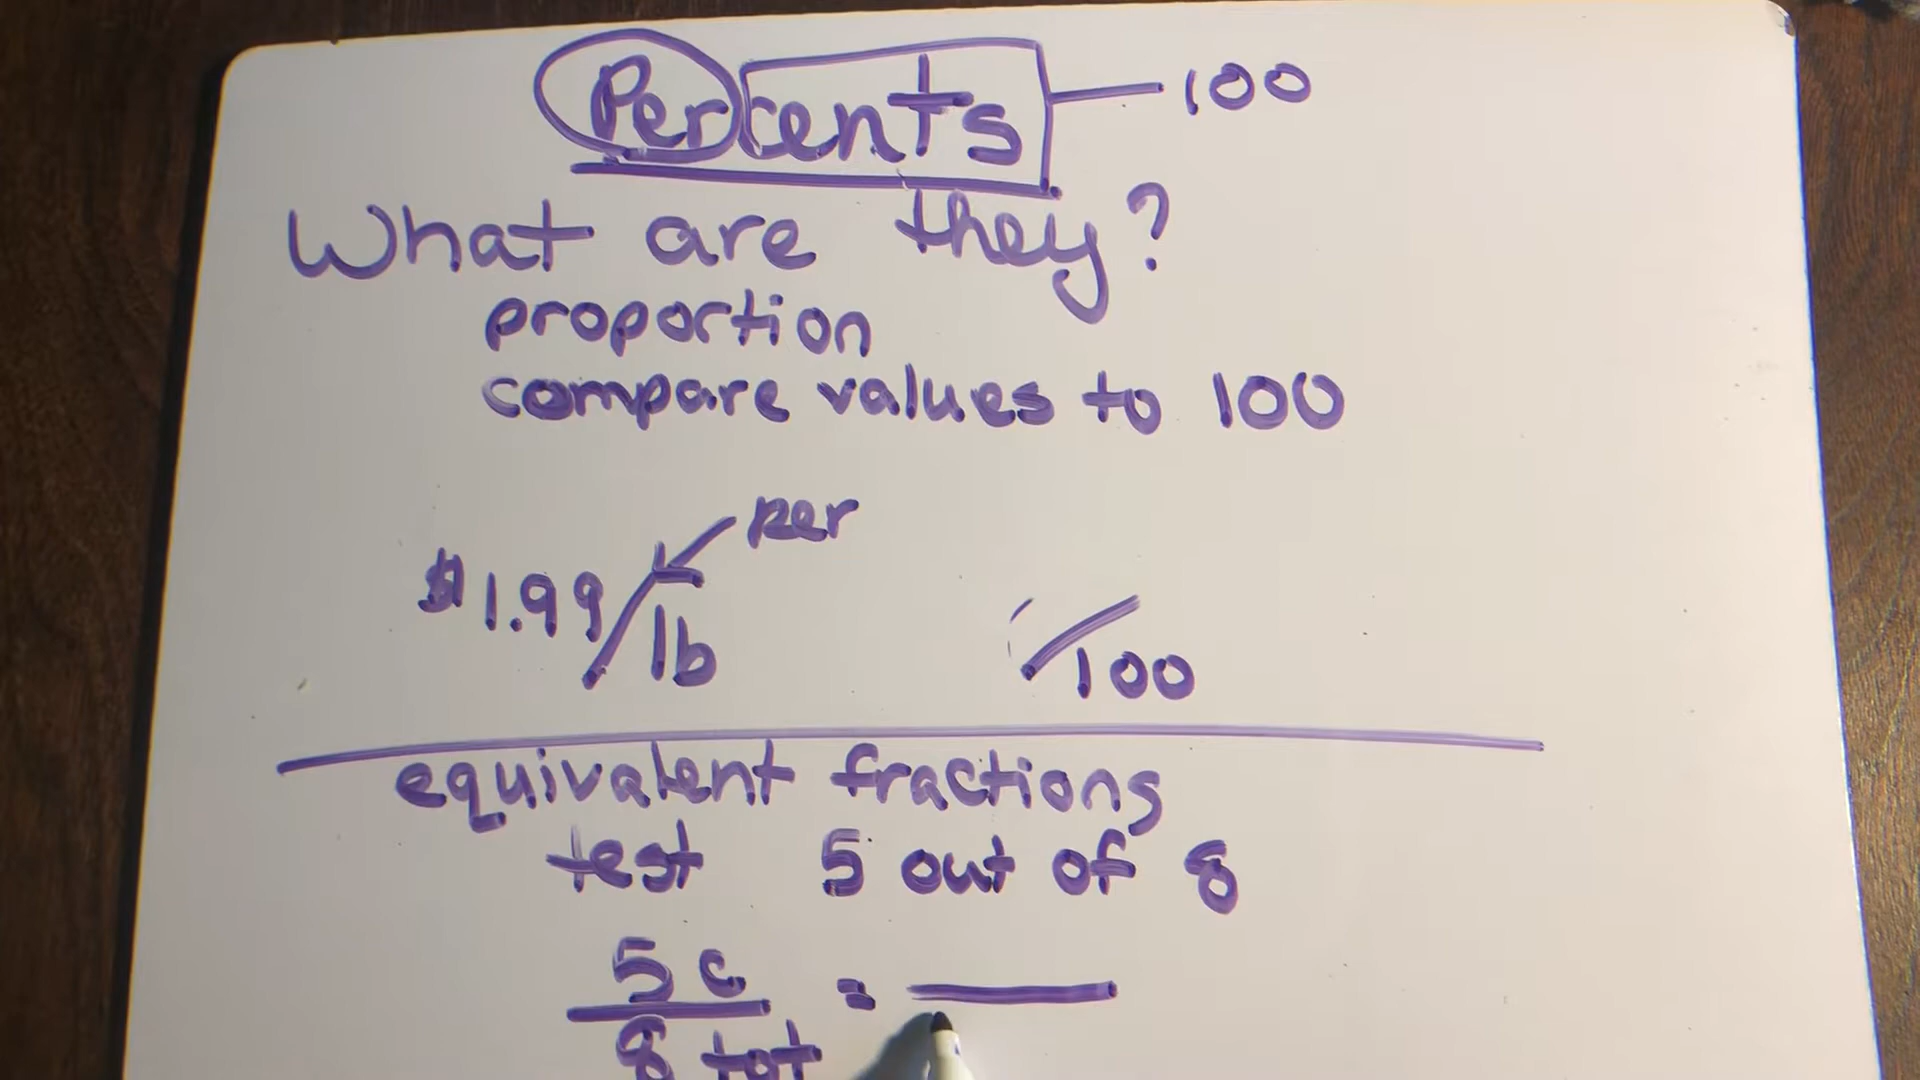 Percents — 100
What are they?
proportion
compare values to 100
per
$1.99/lb /100
equivalent fractions
test 5 out of 8
5 c =
8 tot